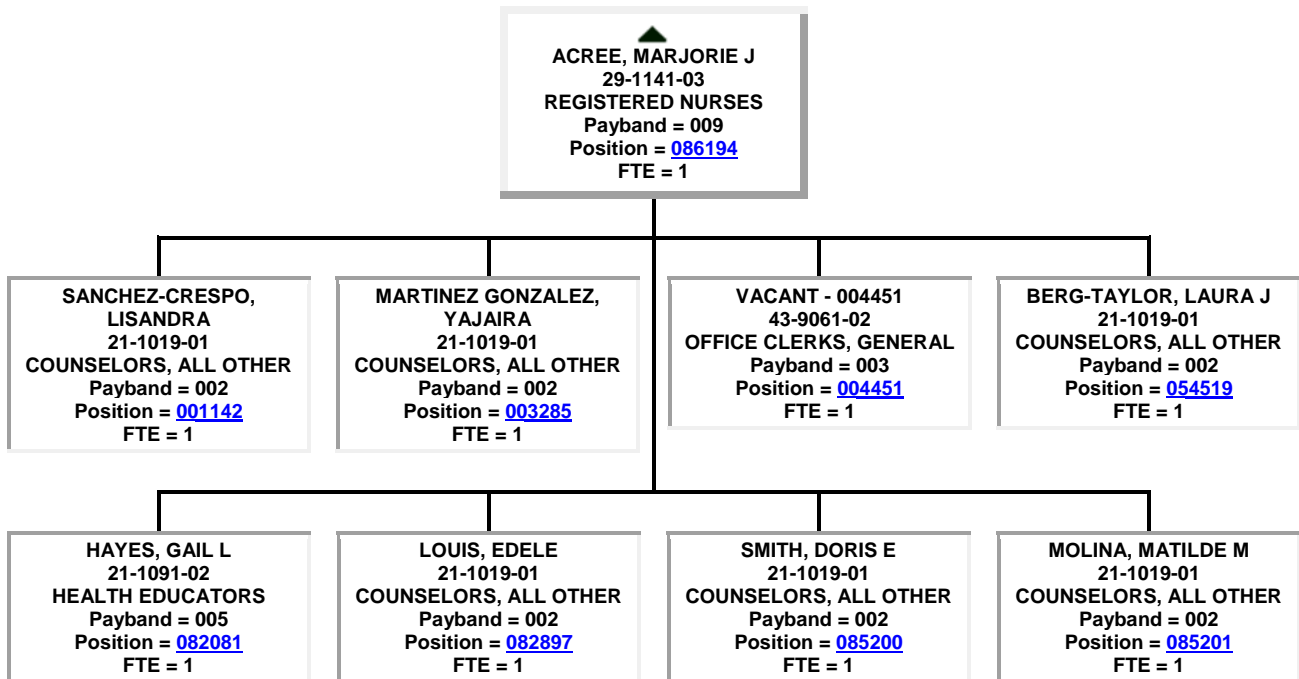 ACREE, MARJORIE J
29-1141-03
REGISTERED NURSES
Payband = 009
Position = 086194
FTE = 1
SANCHEZ-CRESPO,
LISANDRA
21-1019-01
COUNSELORS, ALL OTHER
Payband = 002
Position = 001142
FTE = 1
MARTINEZ GONZALEZ,
YAJAIRA
21-1019-01
COUNSELORS, ALL OTHER
Payband = 002
Position = 003285
FTE = 1
VACANT - 004451
43-9061-02
OFFICE CLERKS, GENERAL
Payband = 003
Position = 004451
FTE = 1
BERG-TAYLOR, LAURA J
21-1019-01
COUNSELORS, ALL OTHER
Payband = 002
Position = 054519
FTE = 1
HAYES, GAIL L
21-1091-02
HEALTH EDUCATORS
Payband = 005
Position = 082081
FTE = 1
LOUIS, EDELE
21-1019-01
COUNSELORS, ALL OTHER
Payband = 002
Position = 082897
FTE = 1
SMITH, DORIS E
21-1019-01
COUNSELORS, ALL OTHER
Payband = 002
Position = 085200
FTE = 1
MOLINA, MATILDE M
21-1019-01
COUNSELORS, ALL OTHER
Payband = 002
Position = 085201
FTE = 1